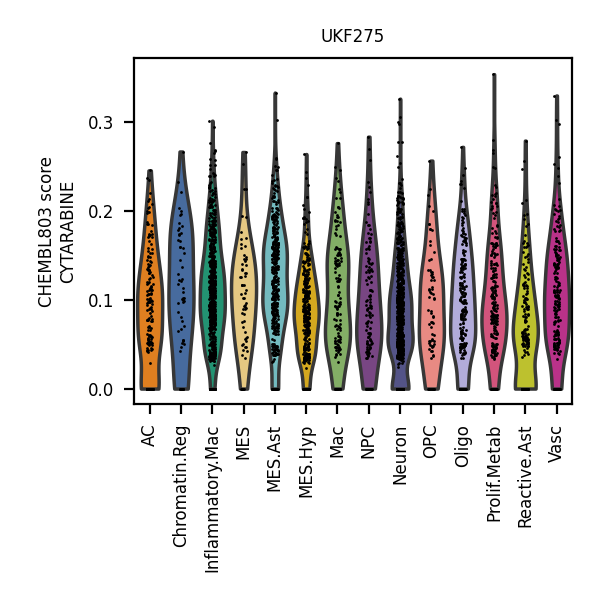 UKF275
CHEMBL803 score
CYTARABINE
0.3
0.2
0.1
0.0
AC
Chromatin.Reg
Inflammatory.Mac
MES
MES.Ast
MES.Hyp
Mac
NPC
Neuron
OPC
Oligo
Prolif.Metab
Reactive.Ast
Vasc